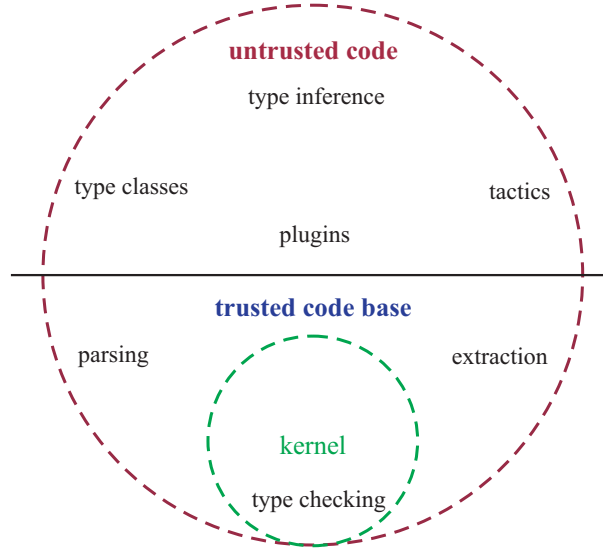 untrusted code
type inference
type classes
tactics
plugins
trusted code base
parsing
extraction
kernel
type checking